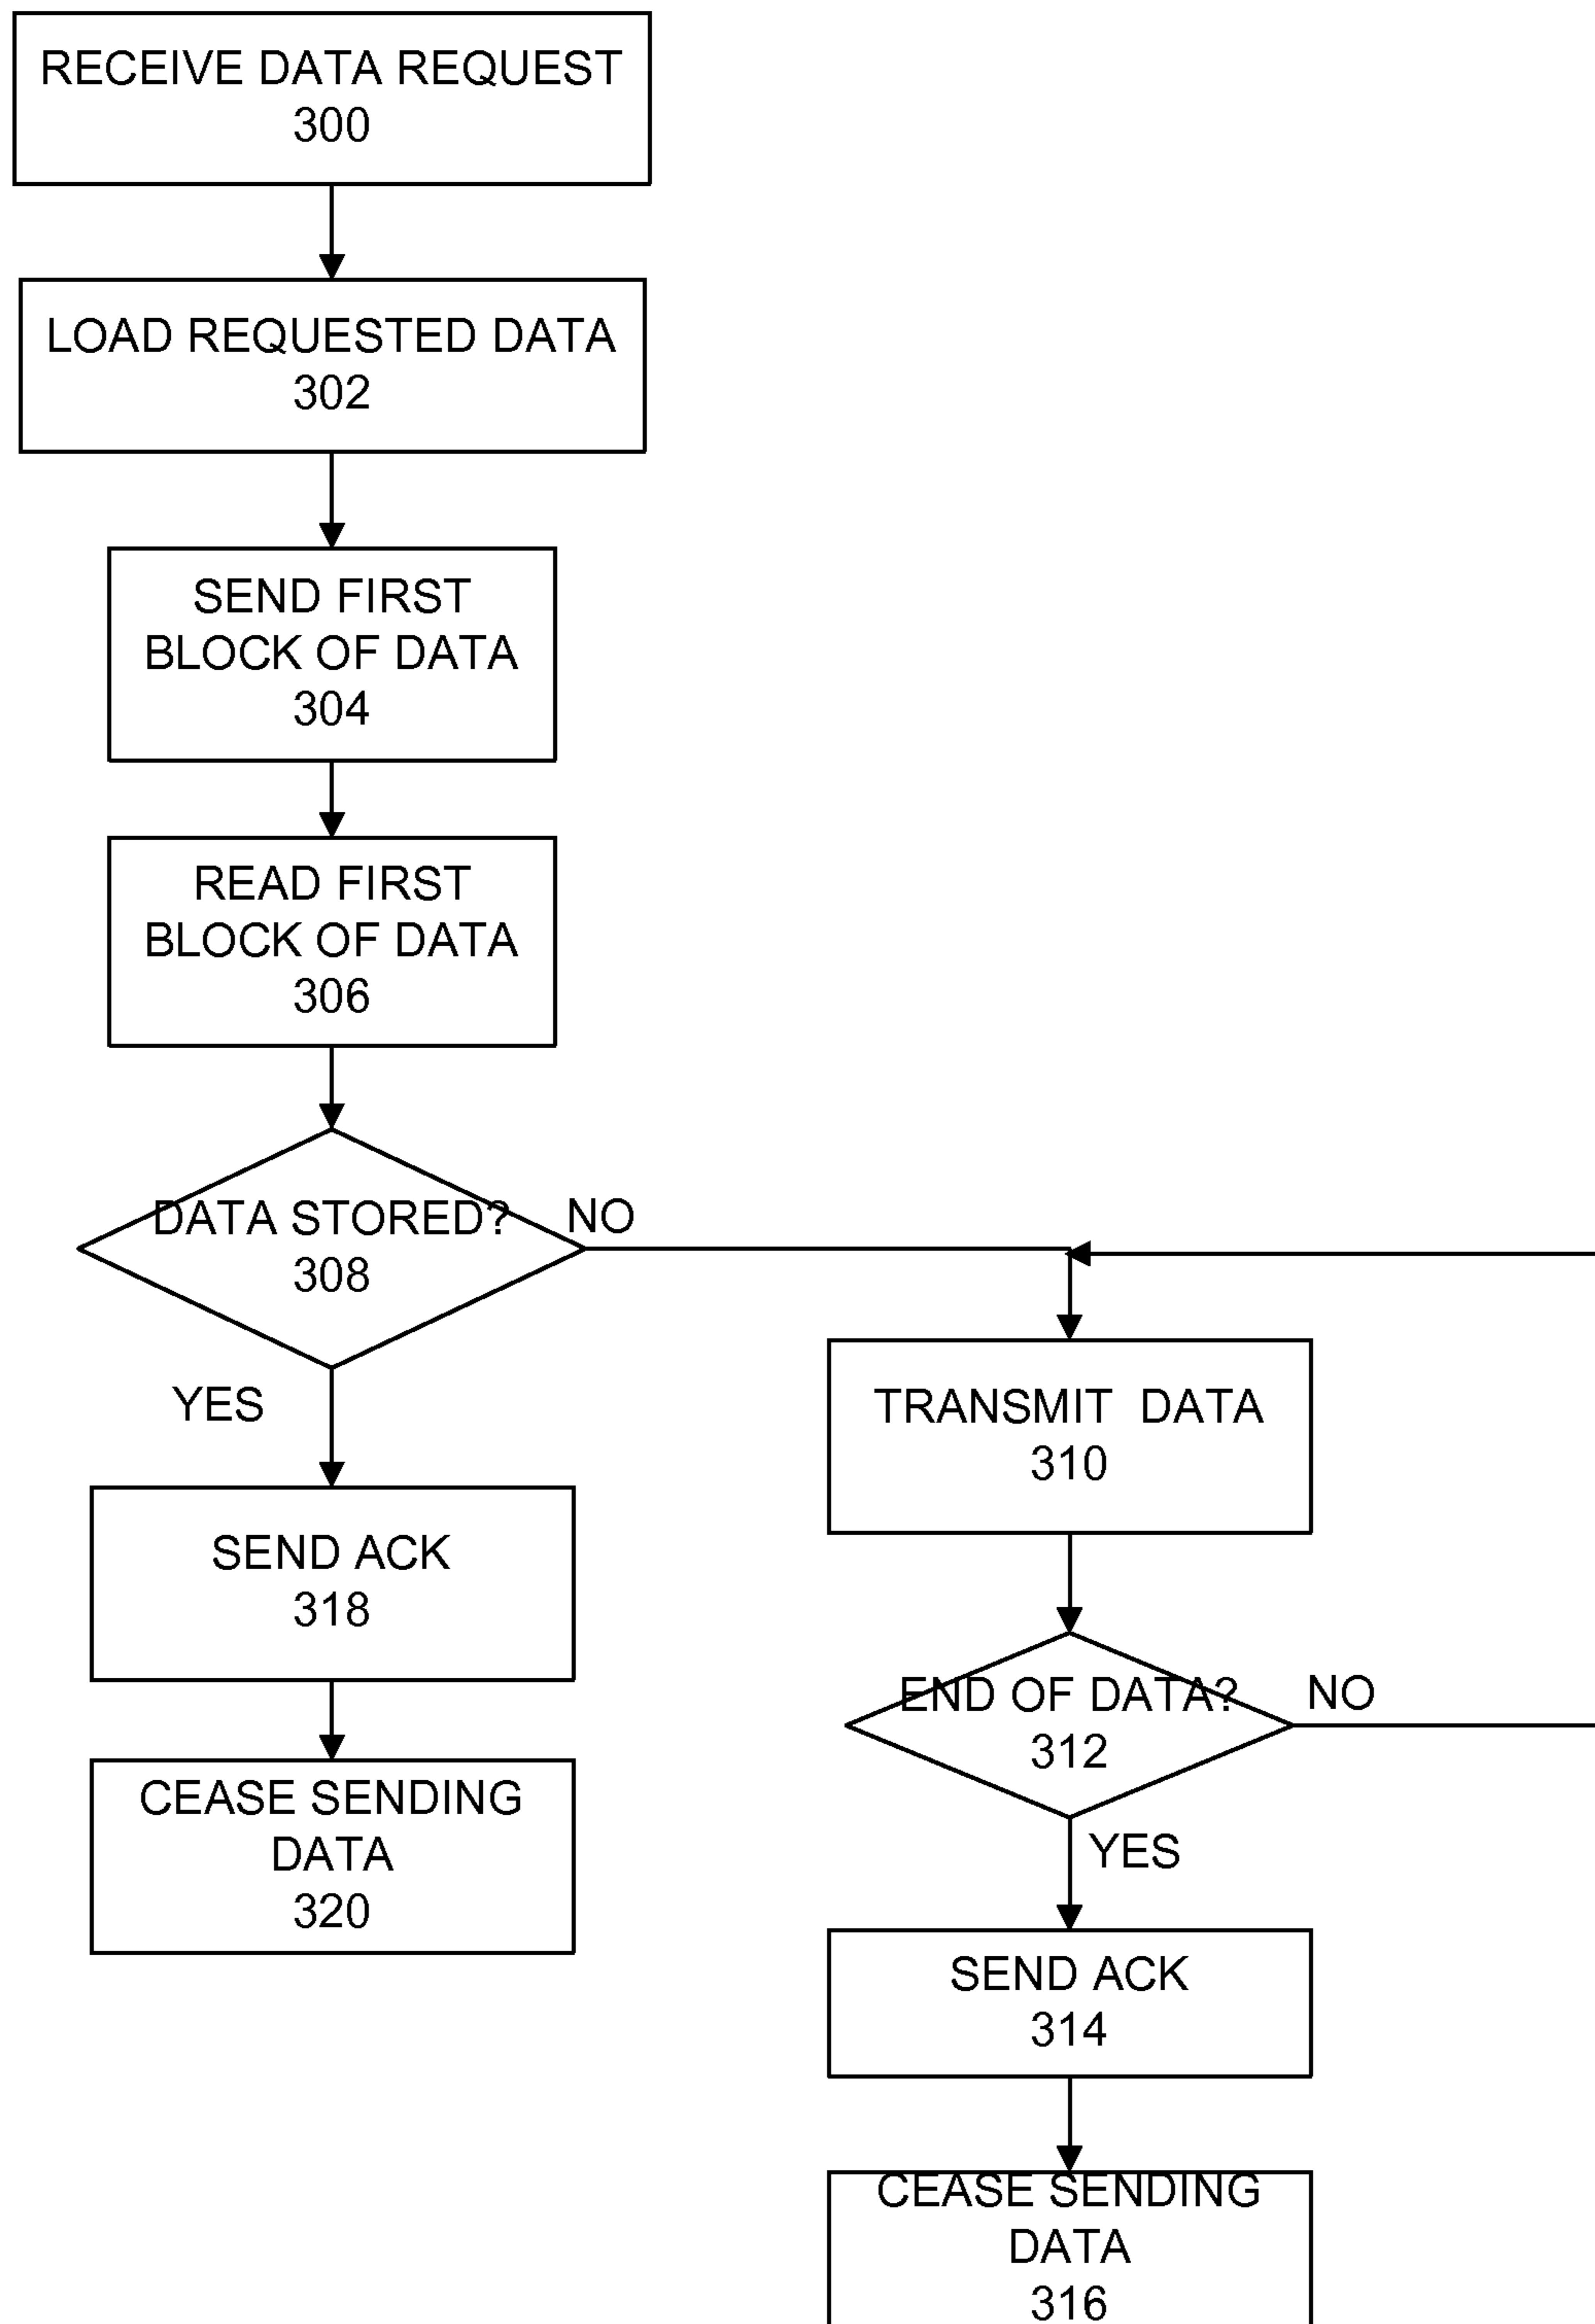 RECEIVE DATA REQUEST
300
LOAD REQUESTED DATA
302
SEND FIRST
BLOCK OF DATA
304
READ FIRST
BLOCK OF DATA
306
DATA STORED?
308
NO
YES
SEND ACK
318
CEASE SENDING
DATA
320
TRANSMIT DATA
310
END OF DATA?
312
NO
YES
SEND ACK
314
CEASE SENDING
DATA
316